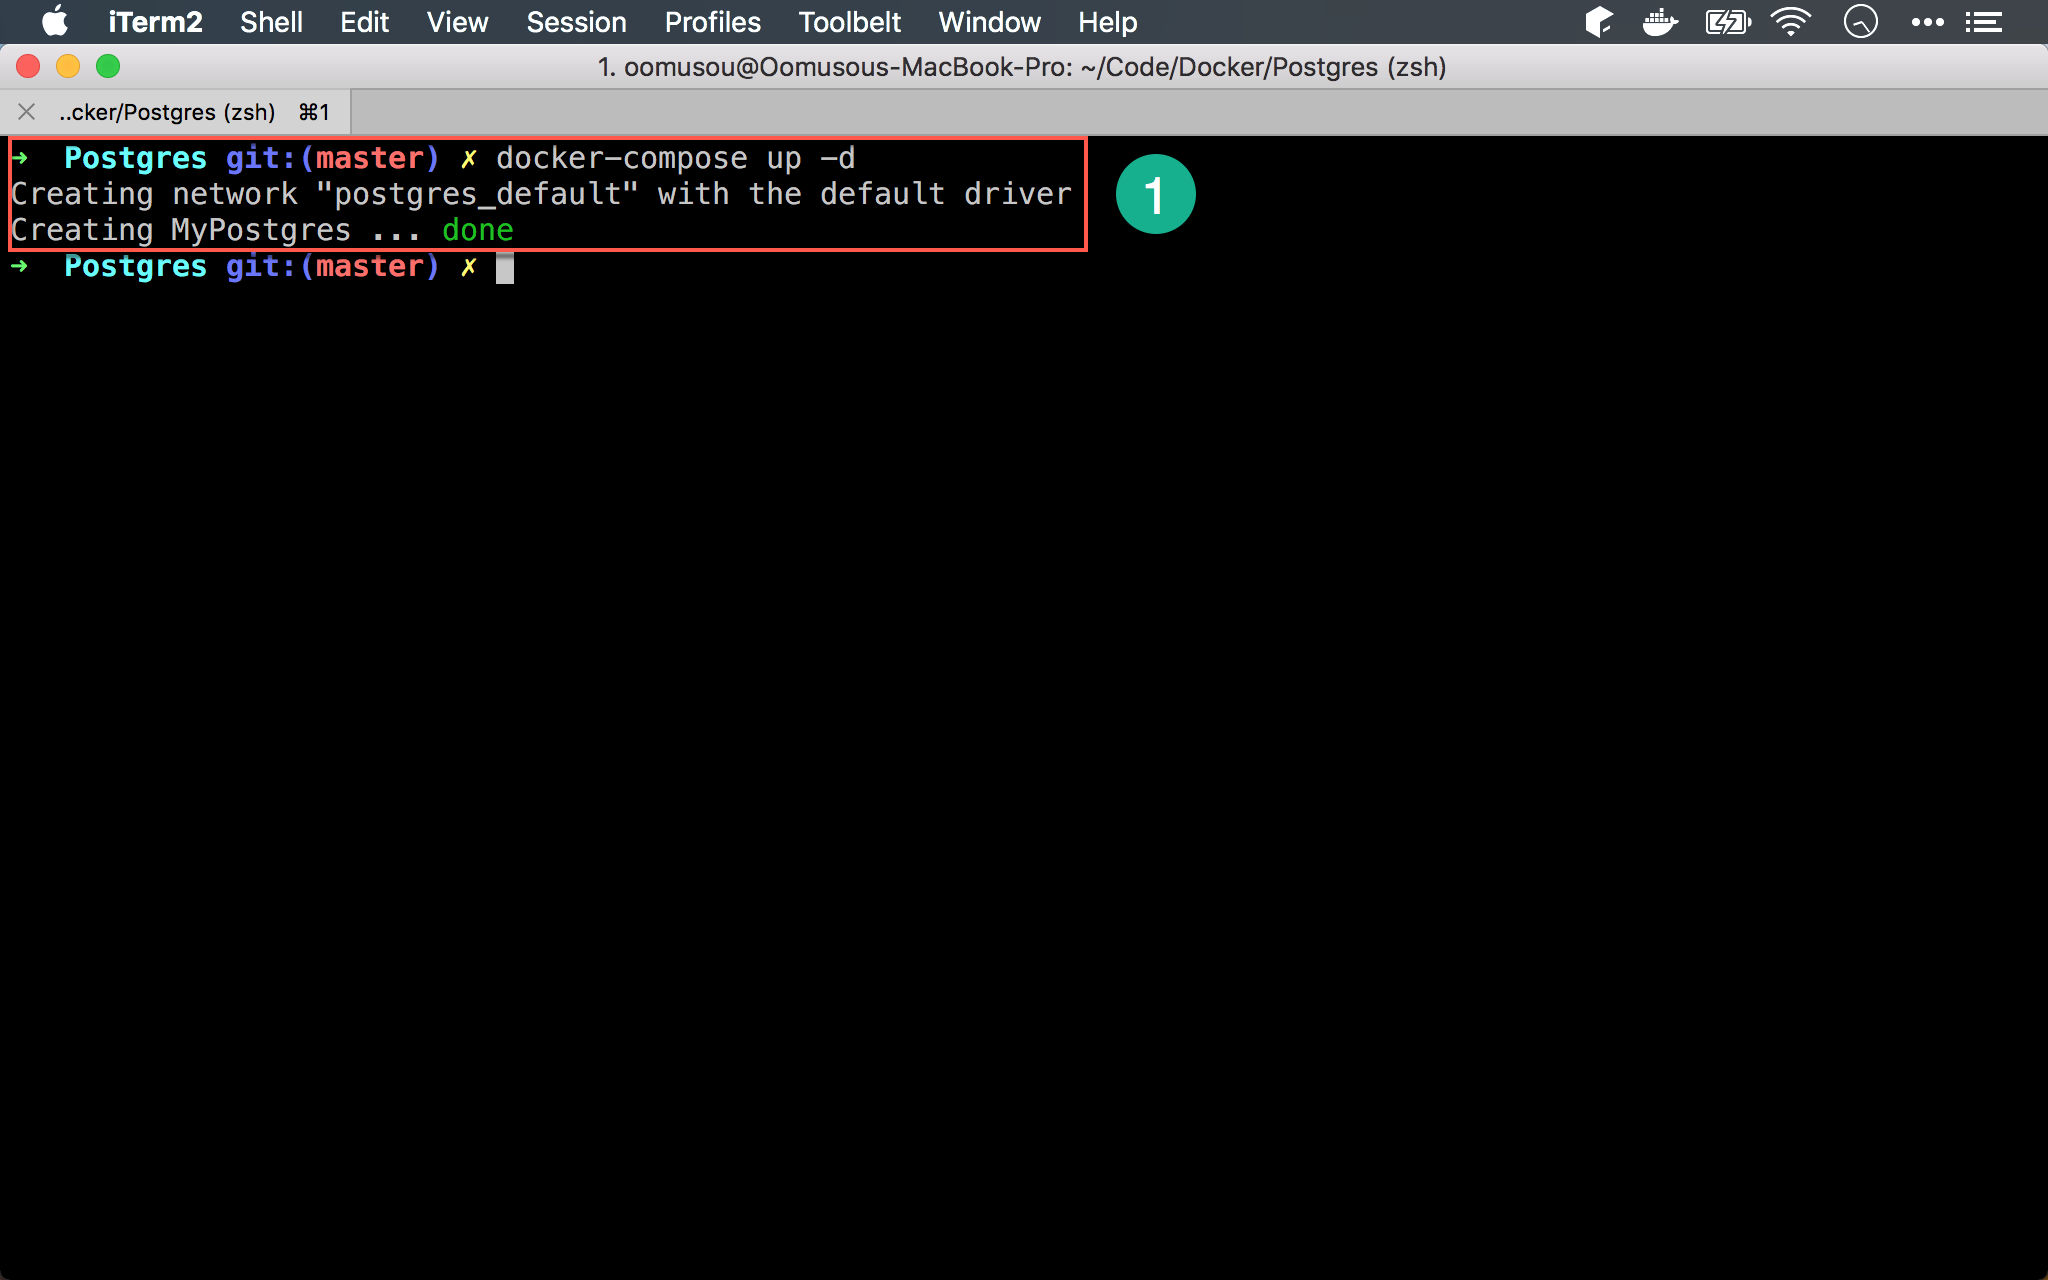 iTerm2 Shell Edit View Session Profiles Toolbelt Window Help
1. oomusou@Oomusous-MacBook-Pro: ~/Code/Docker/Postgres (zsh)
..cker/Postgres (zsh) ⌘1
➜ Postgres git:(master) ✗ docker-compose up -d
Creating network "postgres_default" with the default driver
Creating MyPostgres ... done
1
➜ Postgres git:(master) ✗